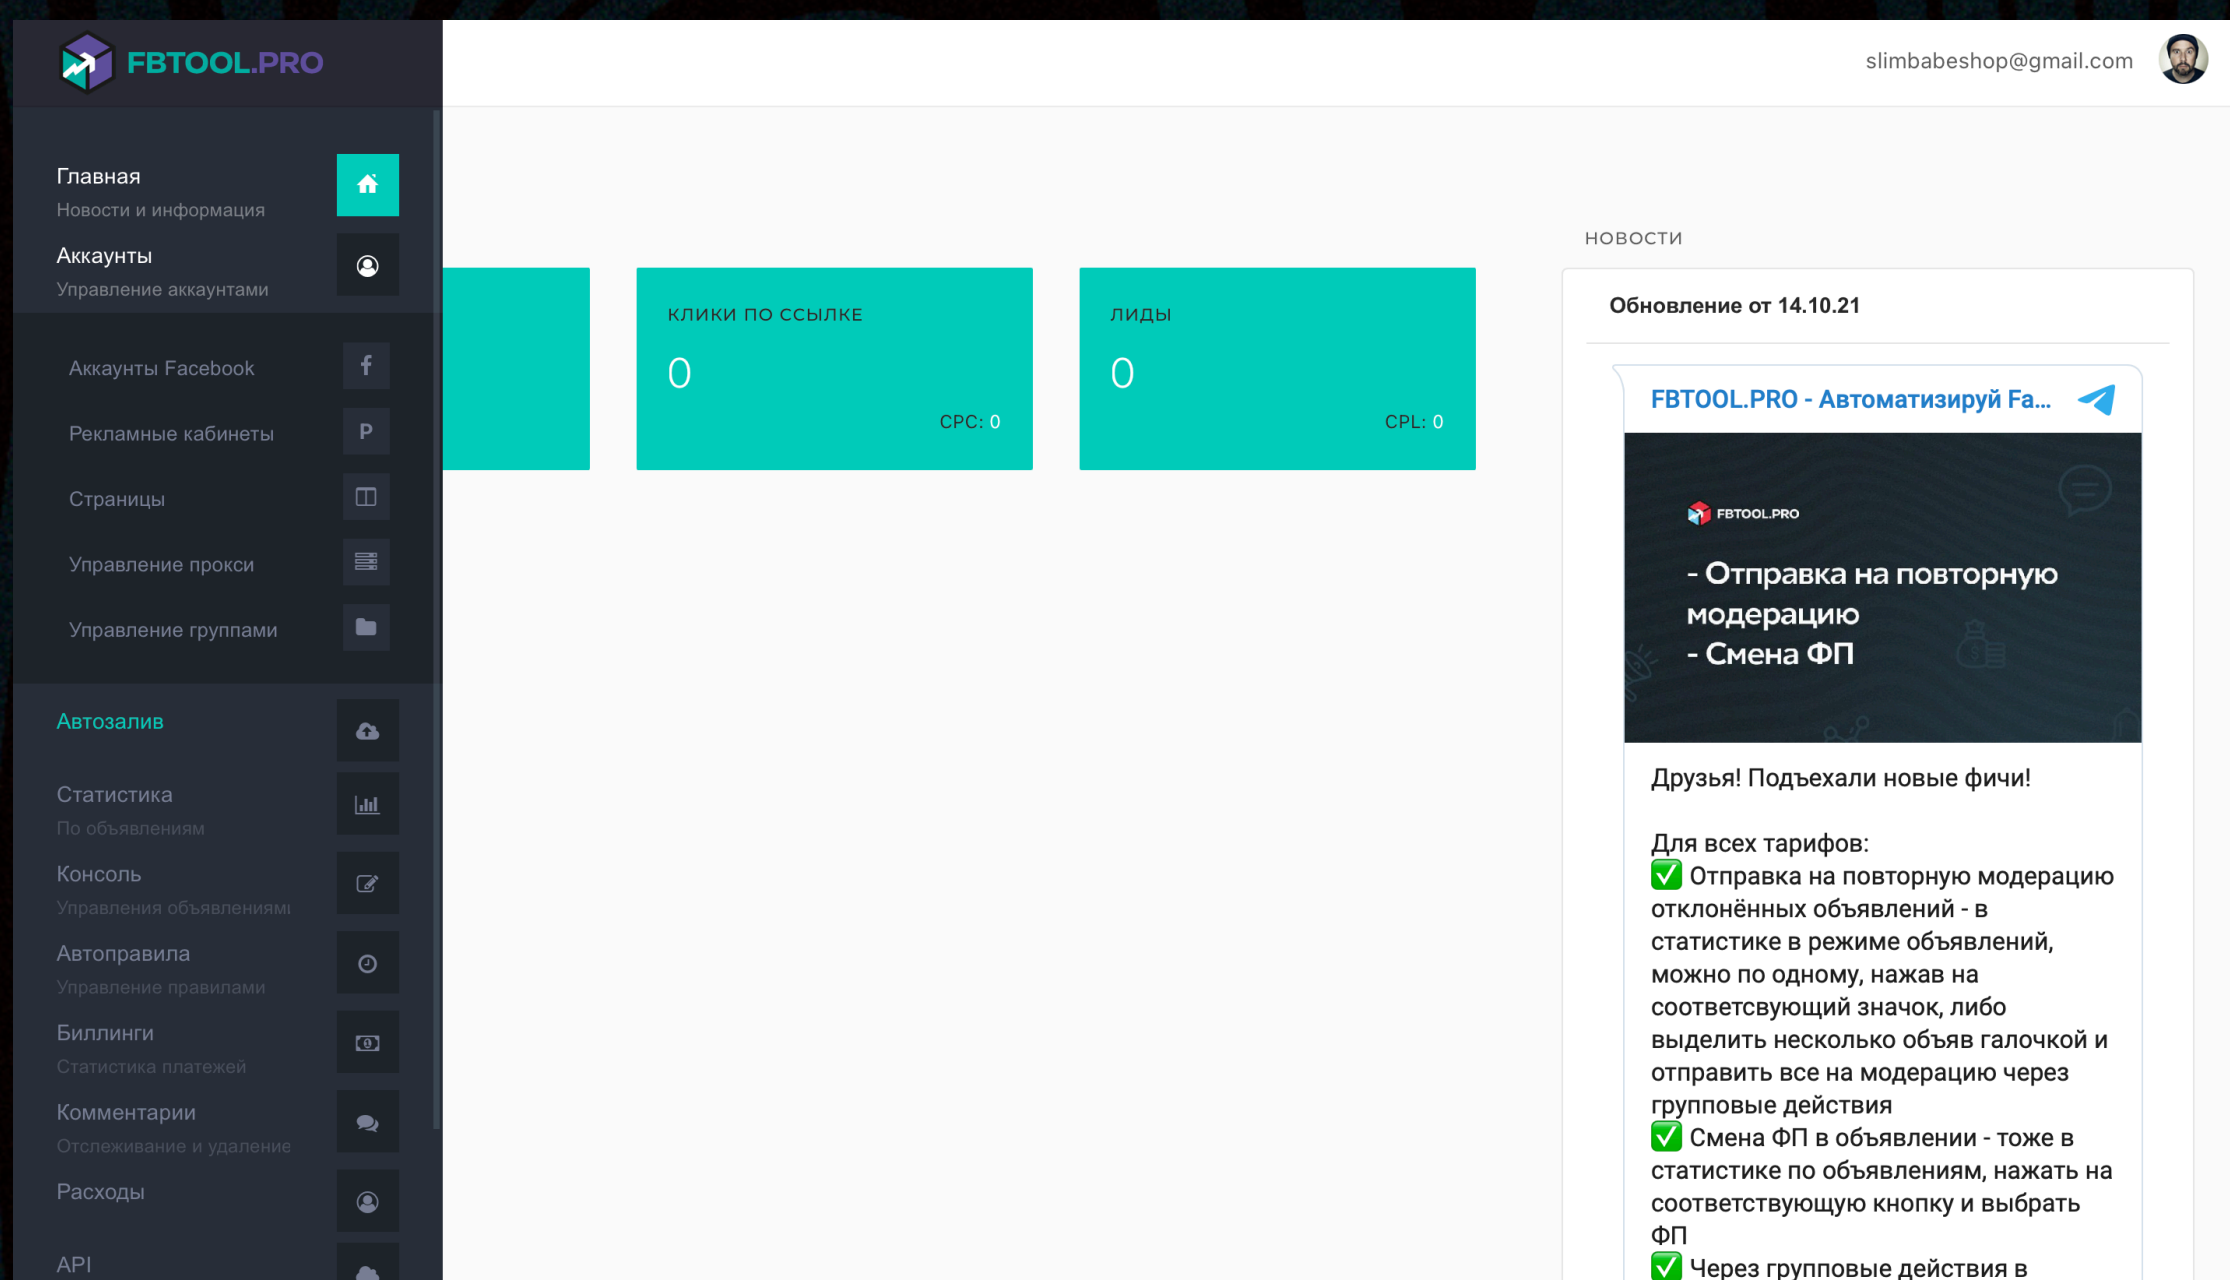 FBTOOL.PRO
slimbabeshop@gmail.com
Главная
Новости и информация
Аккаунты
Управление аккаунтами
Аккаунты Facebook
Рекламные кабинеты
P
Страницы
Управление прокси
Управление группами
Автозалив
Статистика
По объявлениям
Консоль
Управления объявлениями
Автоправила
Управление правилами
Биллинги
Статистика платежей
Комментарии
Отслеживание и удаление
Расходы
API
КЛИКИ ПО ССЫЛКЕ
0
CPC: 0
ЛИДЫ
0
CPL: 0
НОВОСТИ
Обновление от 14.10.21
FBTOOL.PRO - Автоматизируй Fa...
FBTOOL.PRO
- Отправка на повторную
модерацию
- Смена ФП
Друзья! Подъехали новые фичи!
Для всех тарифов:
✅ Отправка на повторную модерацию
отклонённых объявлений - в
статистике в режиме объявлений,
можно по одному, нажав на
соответсвующий значок, либо
выделить несколько объяв галочкой и
отправить все на модерацию через
групповые действия
✅ Смена ФП в объявлении - тоже в
статистике по объявлениям, нажать на
соответствующую кнопку и выбрать
ФП
✅ Через групповые действия в